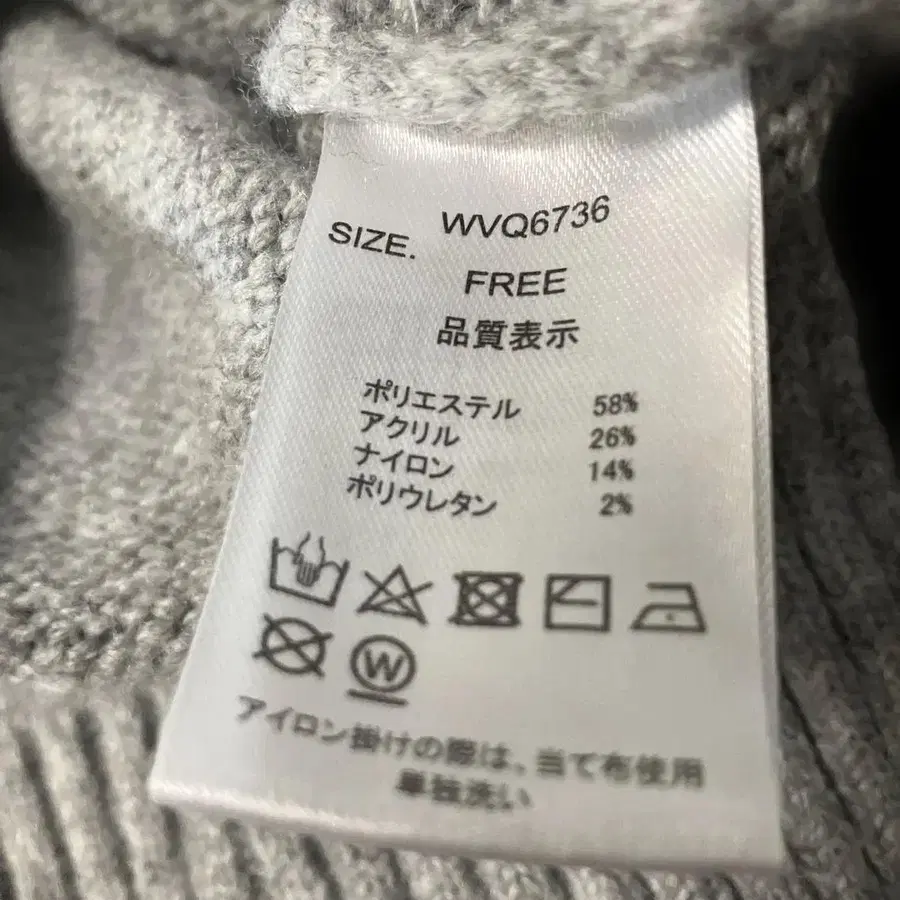 WVQ6736
SIZE.
FREE
品質表示
ポリエステル 58%
アクリル 26%
ナイロン 14%
ポリウレタン 2%
W
アイロン掛けの際は、当て布使用
単独洗い